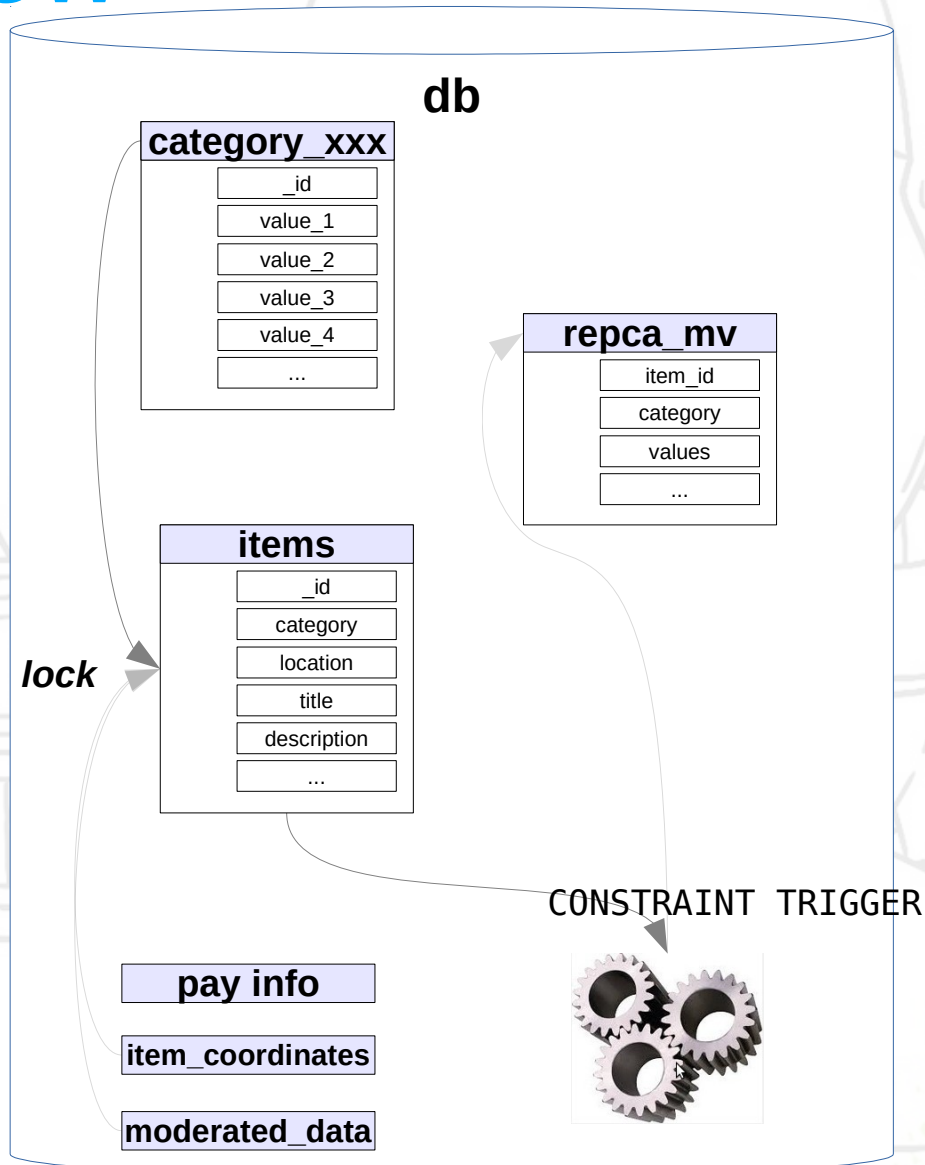 db
category_xxx
_id
value_1
value_2
value_3
value_4
...
repca_mv
item_id
category
values
...
items
_id
category
location
title
description
...
lock
CONSTRAINT TRIGGER
pay info
item_coordinates
moderated_data